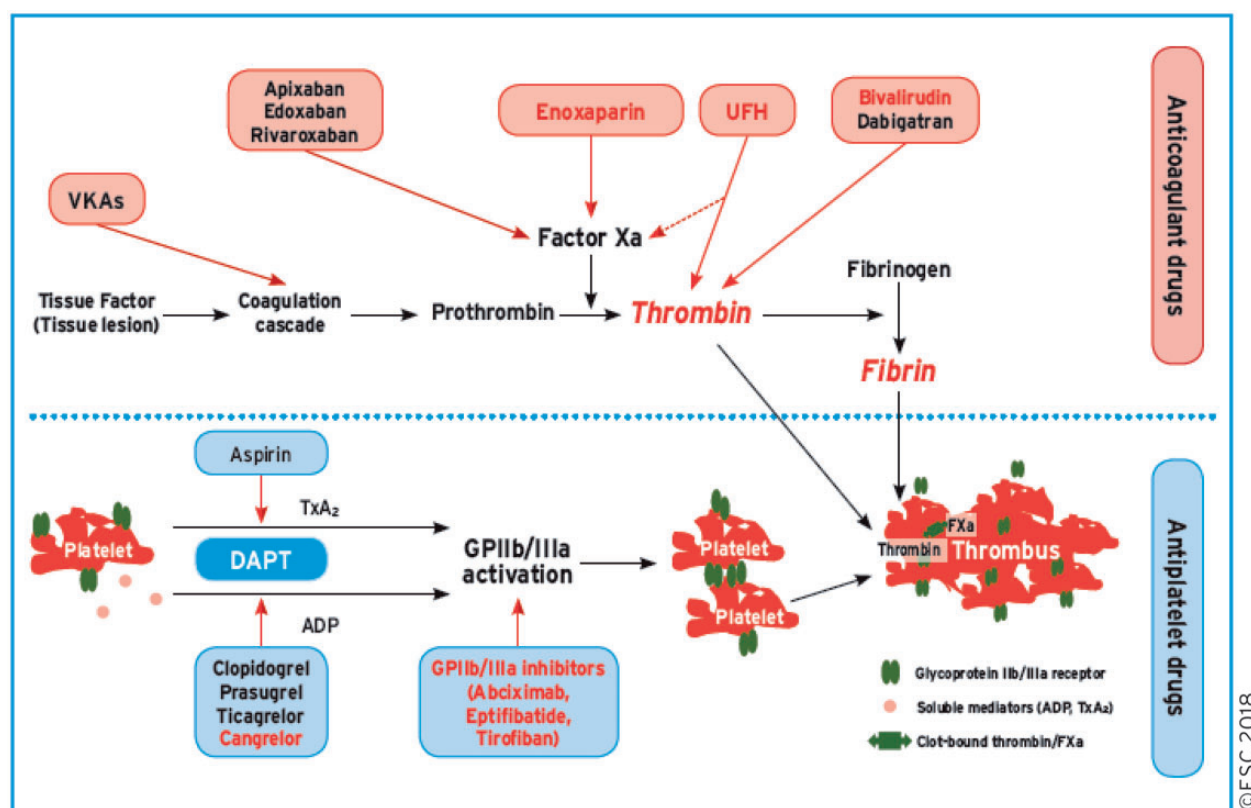 Apixaban
Edoxaban
Rivaroxaban
Enoxaparin
UFH
Bivalirudin
Dabigatran
Anticoagulant drugs
VKAs
Factor Xa
Fibrinogen
Tissue Factor
(Tissue lesion)
Coagulation
cascade
Prothrombin
Thrombin
Fibrin
Aspirin
TxA₂
Platelet
DAPT
GPIIb/IIIa
activation
ADP
Clopidogrel
Prasugrel
Ticagrelor
Cangrelor
GPIIb/IIIa inhibitors
(Abciximab,
Eptifibatide,
Tirofiban)
Platelet
Platelet
FXa
Thrombin
Thrombus
Antiplatelet drugs
Glycoprotein IIb/IIIa receptor
Soluble mediators (ADP, TxA₂)
Clot-bound thrombin/FXa
©ESC 2018